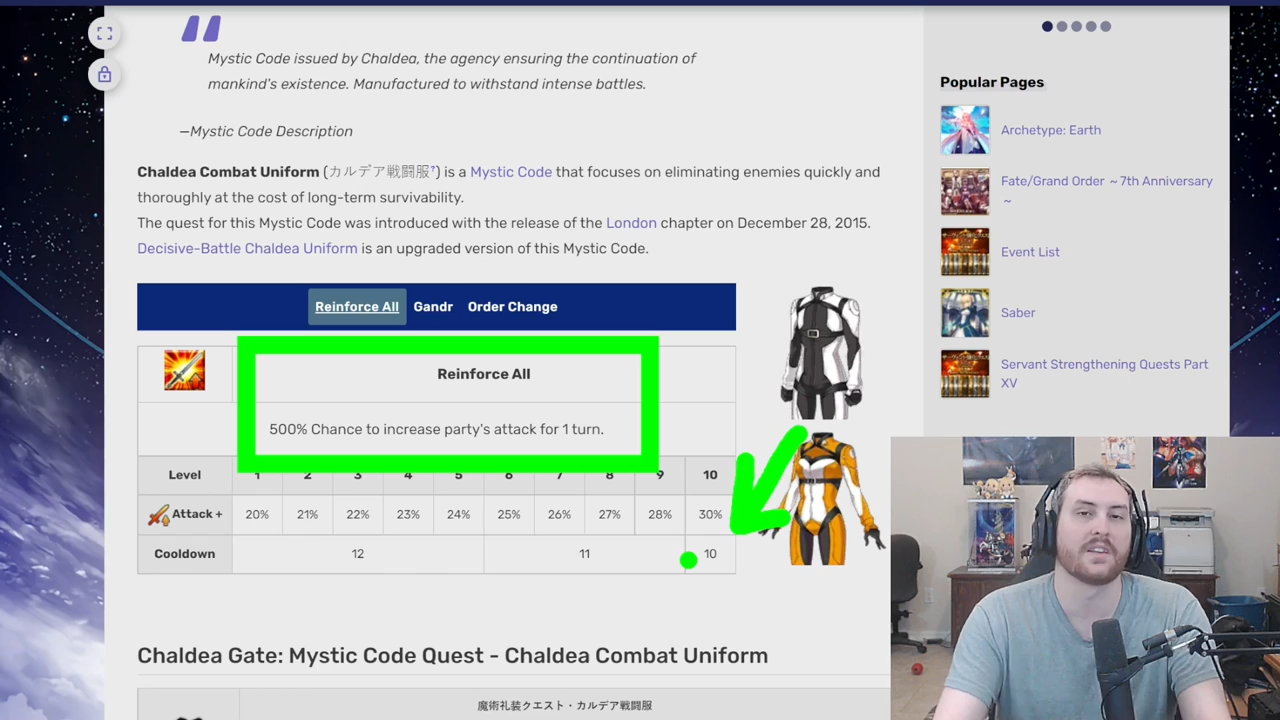 Mystic Code issued by Chaldea, the agency ensuring the continuation of
mankind's existence. Manufactured to withstand intense battles.
—Mystic Code Description
Chaldea Combat Uniform (カルデア戦闘服?) is a Mystic Code that focuses on eliminating enemies quickly and
thoroughly at the cost of long-term survivability.
The quest for this Mystic Code was introduced with the release of the London chapter on December 28, 2015.
Decisive-Battle Chaldea Uniform is an upgraded version of this Mystic Code.
Reinforce All Gandr Order Change
Reinforce All
500% Chance to increase party's attack for 1 turn.
Level 1 2 3 4 5 6 7 8 9 10
Attack + 20% 21% 22% 23% 24% 25% 26% 27% 28% 30%
Cooldown 12 11 10
Chaldea Gate: Mystic Code Quest - Chaldea Combat Uniform
魔術礼装クエスト・カルデア戦闘服
Popular Pages
Archetype: Earth
Fate/Grand Order ～7th Anniversary
～
Event List
Saber
Servant Strengthening Quests Part
XV